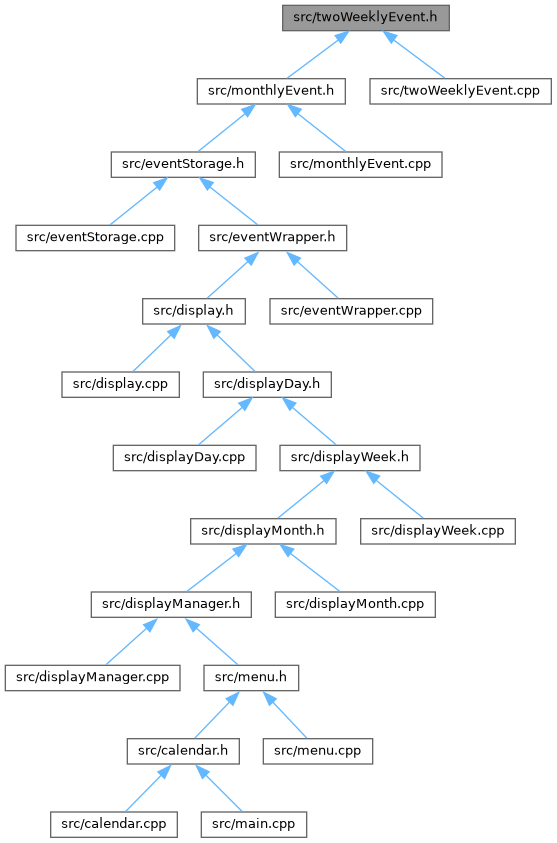 src/twoWeeklyEvent.h
src/monthlyEvent.h
src/twoWeeklyEvent.cpp
src/eventStorage.h
src/monthlyEvent.cpp
src/eventStorage.cpp
src/eventWrapper.h
src/display.h
src/eventWrapper.cpp
src/display.cpp
src/displayDay.h
src/displayDay.cpp
src/displayWeek.h
src/displayMonth.h
src/displayWeek.cpp
src/displayManager.h
src/displayMonth.cpp
src/displayManager.cpp
src/menu.h
src/calendar.h
src/menu.cpp
src/calendar.cpp
src/main.cpp